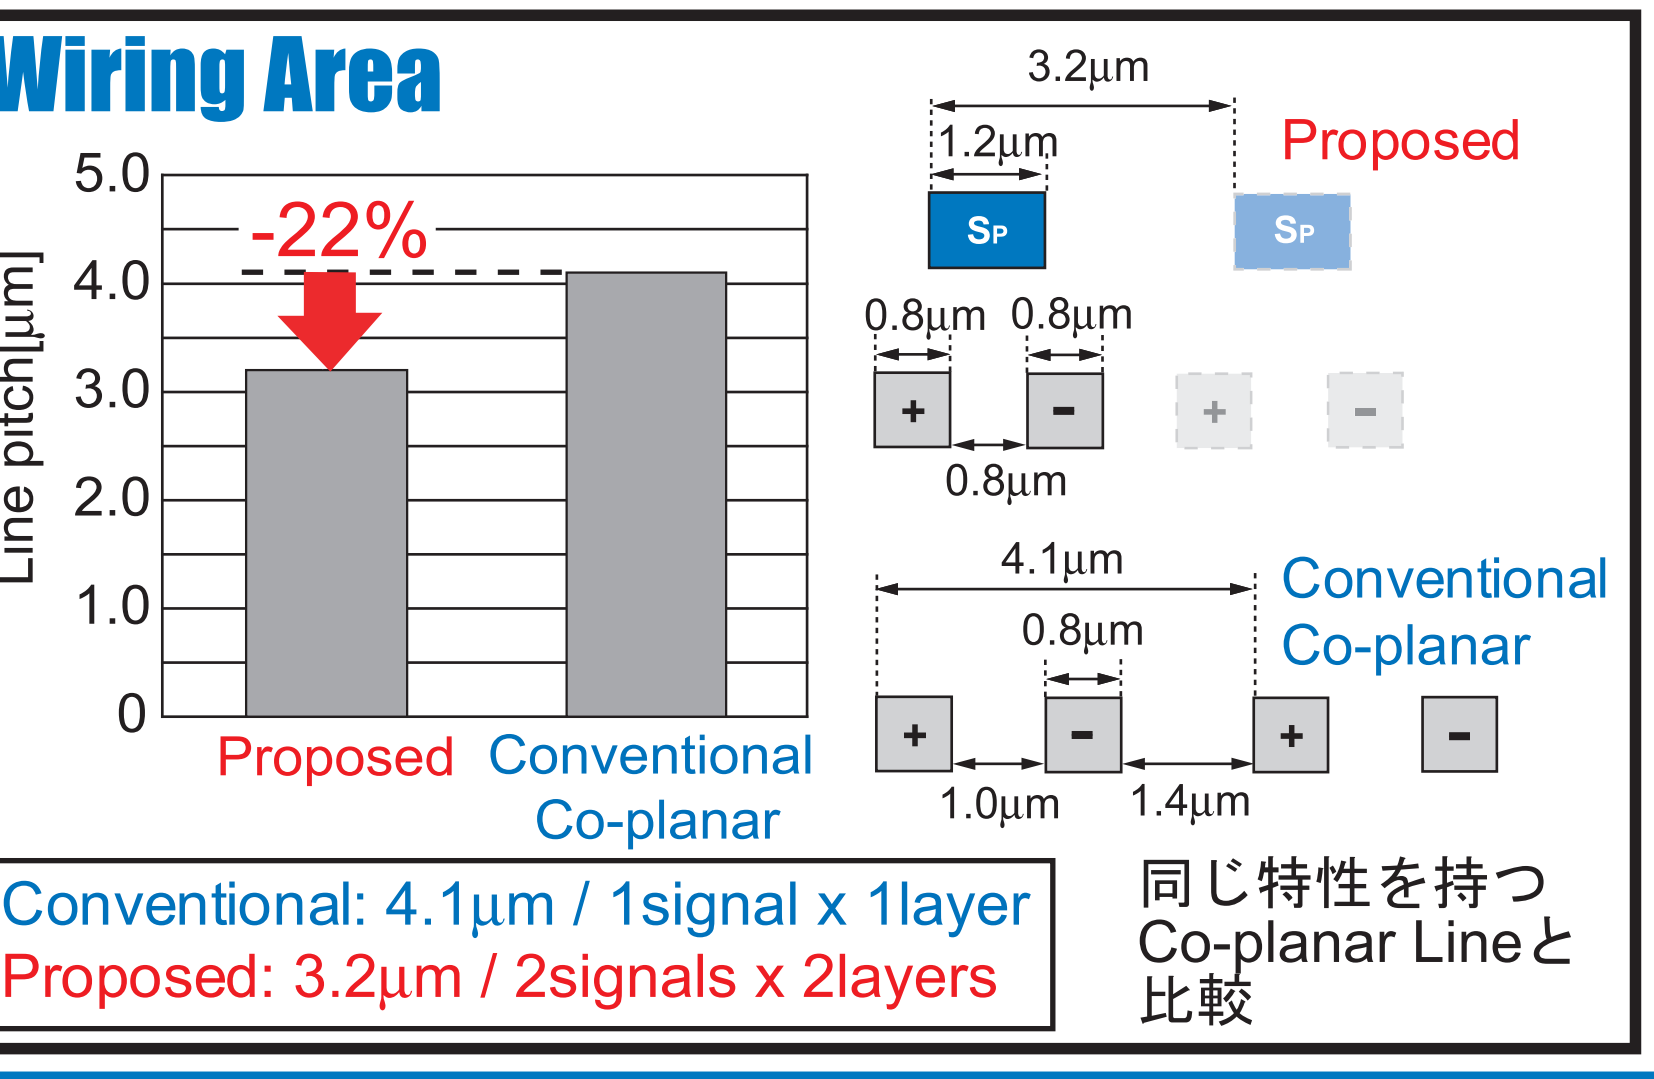 Wiring Area
Line pitch[μm]
5.0
4.0
3.0
2.0
1.0
0
-22%
Proposed
Conventional
Co-planar
3.2μm
1.2μm
Proposed
SP
SP
0.8μm
0.8μm
+
-
+
-
0.8μm
4.1μm
Conventional
Co-planar
0.8μm
+
-
+
-
1.0μm
1.4μm
Conventional: 4.1μm / 1signal x 1layer
Proposed: 3.2μm / 2signals x 2layers
同じ特性を持つ
Co-planar Lineと
比較